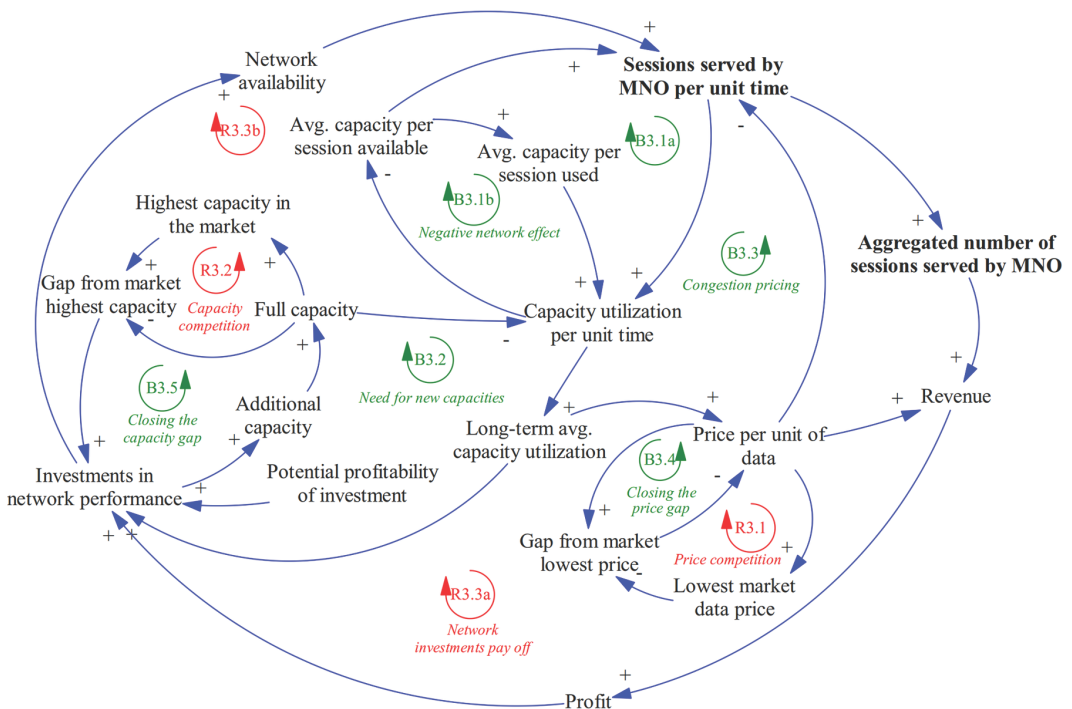 +
Network
availability
+
+
Sessions served by
MNO per unit time
+
R3.3b
Avg. capacity per
session available
+
-
B3.1a
Avg. capacity per
session used
-
B3.1b
Negative network effect
Highest capacity in
the market
+
Aggregated number of
sessions served by MNO
B3.3
Congestion pricing
+
+
R3.2
Capacity
competition
Gap from market
highest capacity
-
Full capacity
+
+
+
Capacity utilization
per unit time
-
B3.2
Need for new capacities
+
B3.5
Closing the
capacity gap
Additional
capacity
+
+
Long-term avg.
capacity utilization
+
+
Price per unit of
data
+
Revenue
Investments in
network performance
+
Potential profitability
of investment
B3.4
Closing the
price gap
-
+
+ +
Gap from market
lowest price
-
R3.1
Price competition
+
Lowest market
data price
R3.3a
Network
investments pay off
+
Profit